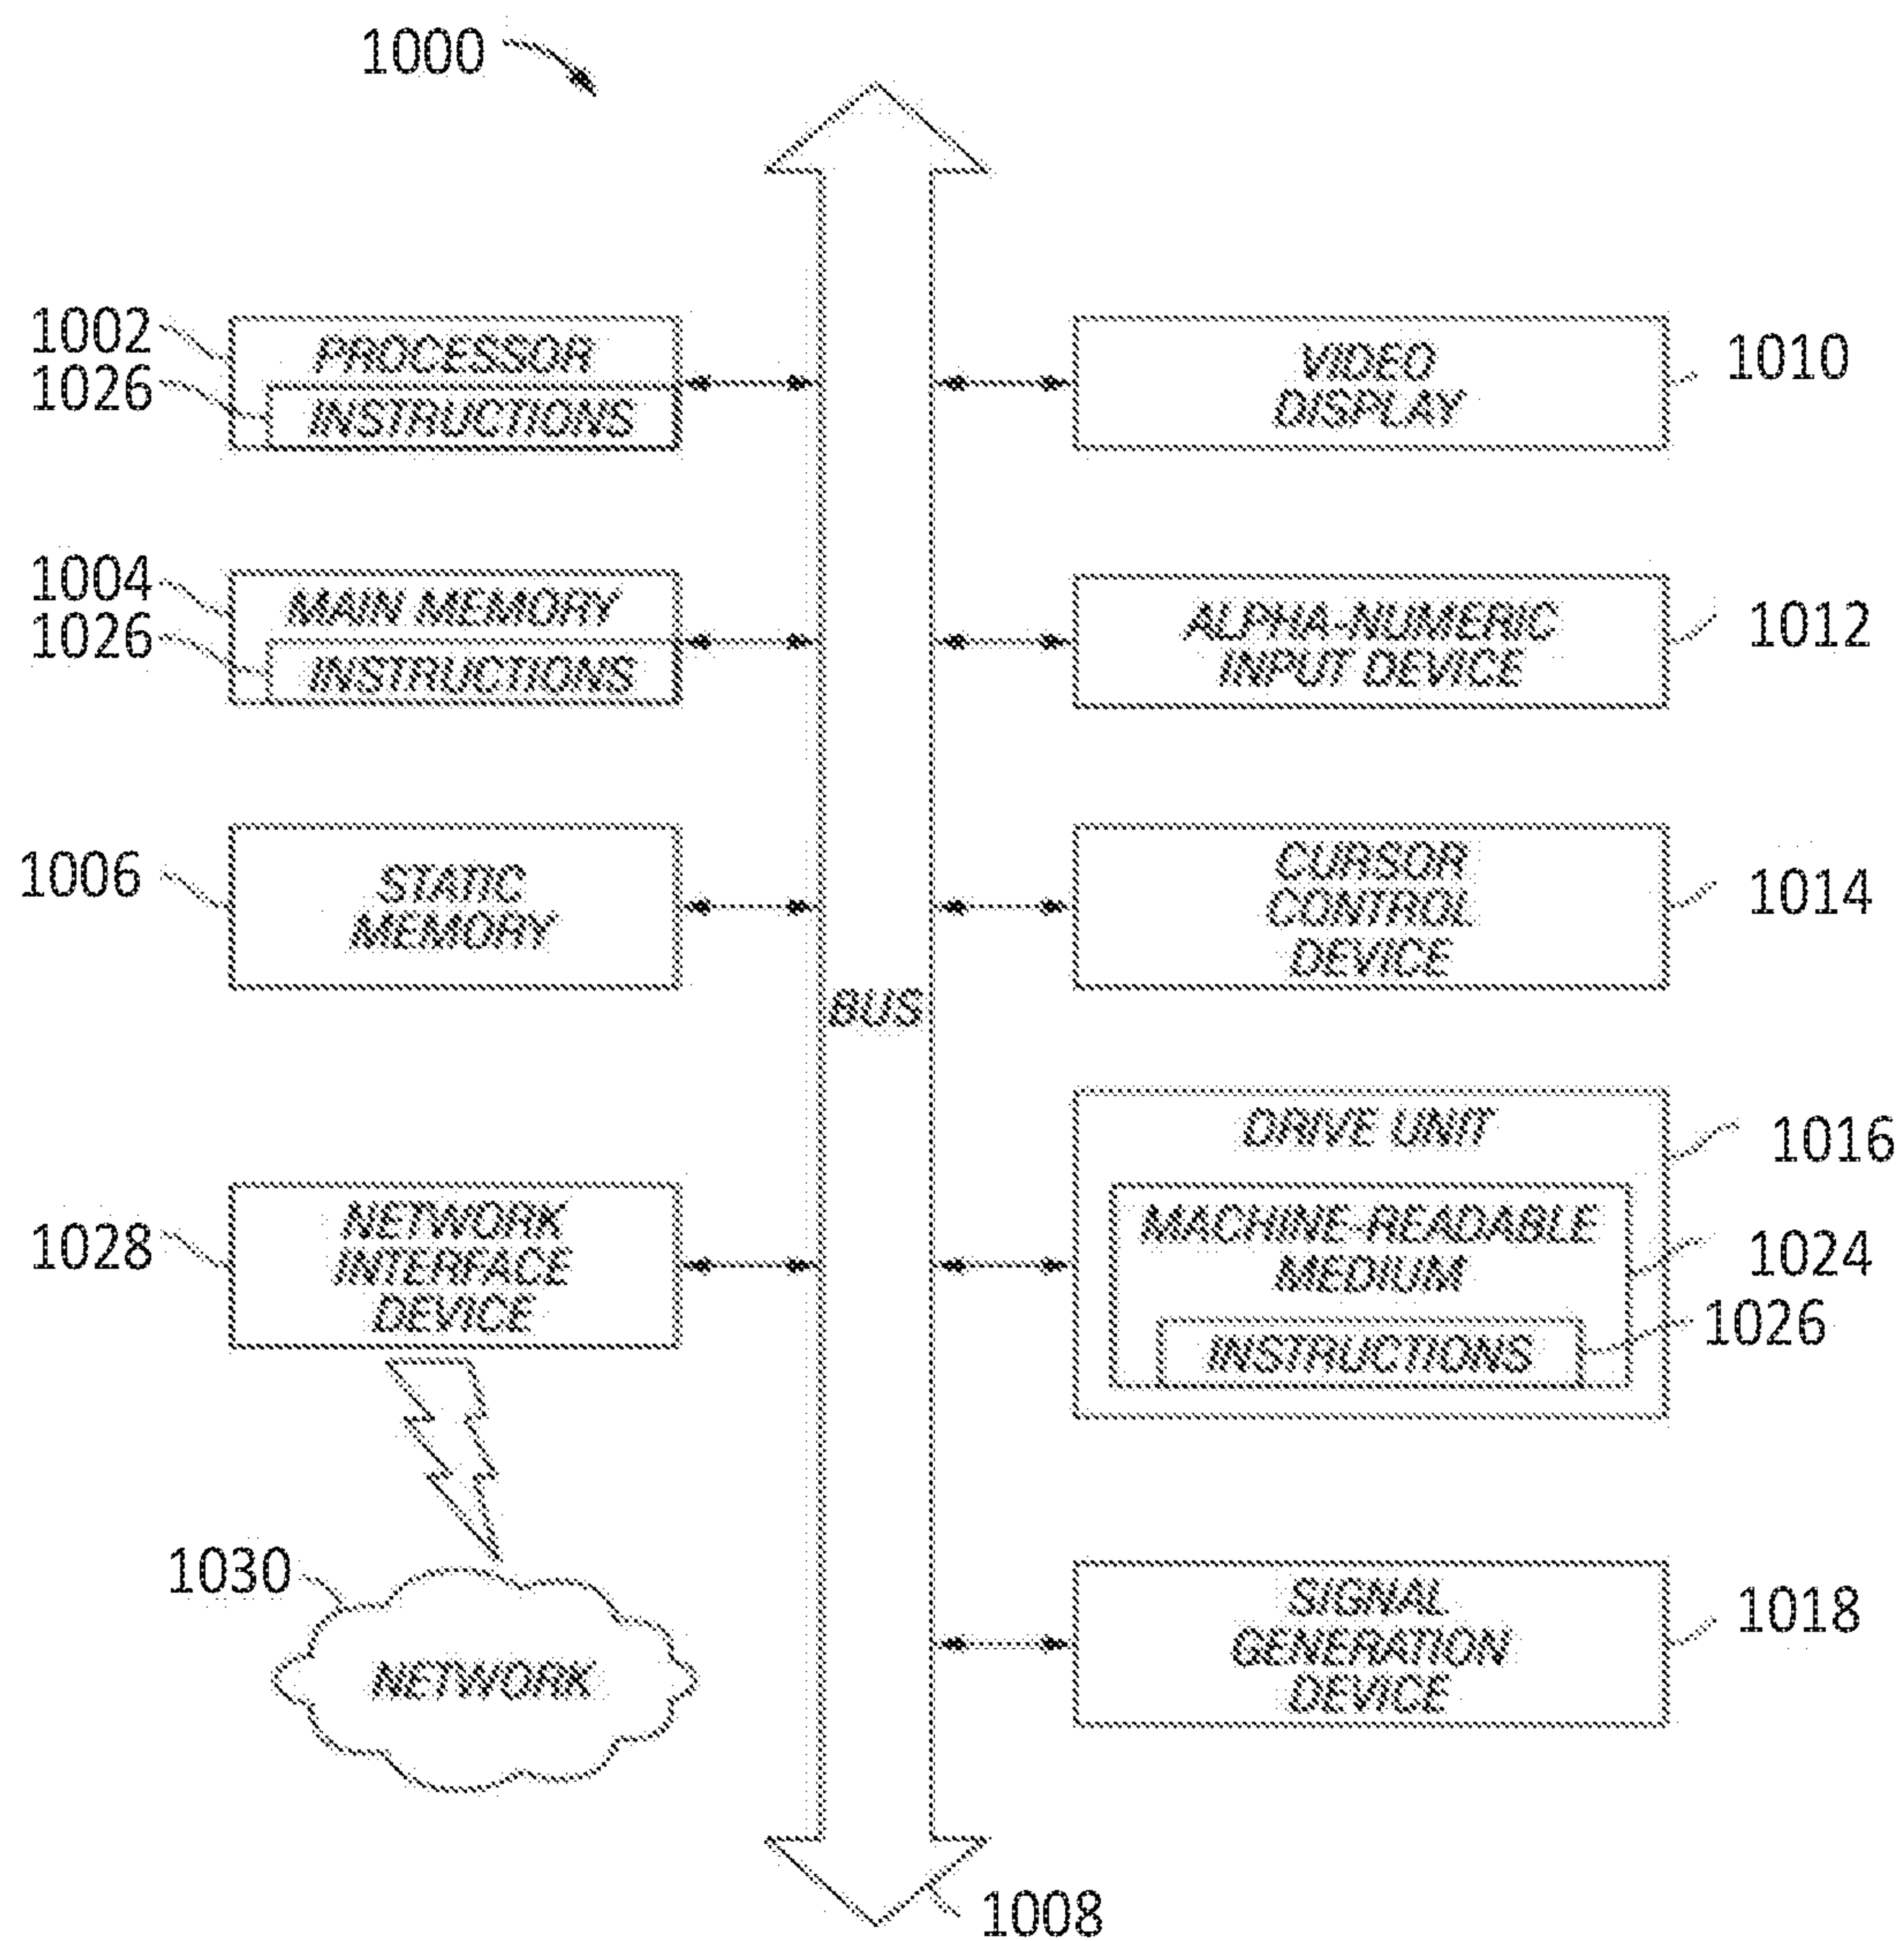 1000
1002
PROCESSOR
1026
INSTRUCTIONS
VIDEO
DISPLAY
1010
1004
MAIN MEMORY
1026
INSTRUCTIONS
ALPHA-NUMERIC
INPUT DEVICE
1012
1006
STATIC
MEMORY
CURSOR
CONTROL
DEVICE
1014
BUS
1028
NETWORK
INTERFACE
DEVICE
DRIVE UNIT
1016
MACHINE-READABLE
MEDIUM
1024
INSTRUCTIONS
1026
1030
NETWORK
SIGNAL
GENERATION
DEVICE
1018
1008